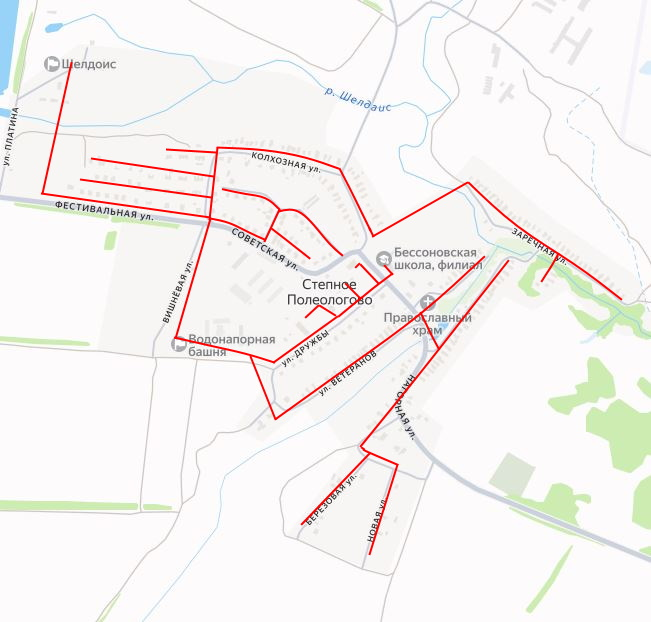 Шелдоис
р. Шелдаис
ул. ПЛАТИНА
КОЛХОЗНАЯ ул.
ФЕСТИВАЛЬНАЯ ул.
СОВЕТСКАЯ ул.
ЗАРЕЧНАЯ ул.
Бессоновская
школа, филиал
ВИШНЁВАЯ ул.
Степное
Полеологово
Православный
храм
Водонапорная
башня
ул. ДРУЖБЫ
ул. ВЕТЕРАНОВ
НАГОРНАЯ ул.
БЕРЕЗОВАЯ ул.
НОВАЯ ул.